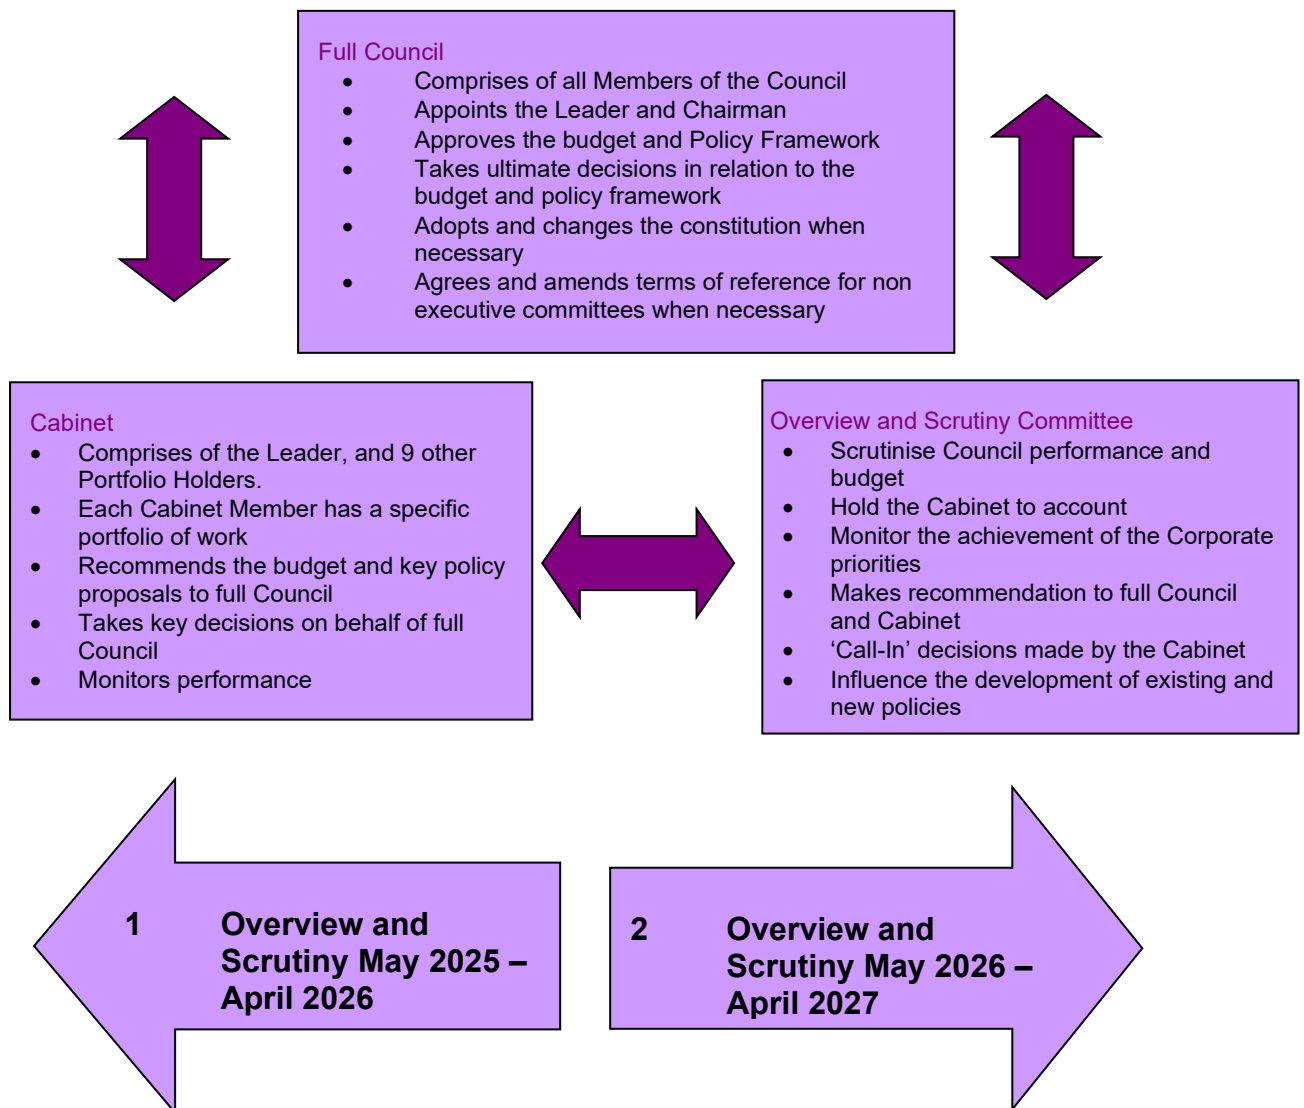 Full Council
• Comprises of all Members of the Council
• Appoints the Leader and Chairman
• Approves the budget and Policy Framework
• Takes ultimate decisions in relation to the
budget and policy framework
• Adopts and changes the constitution when
necessary
• Agrees and amends terms of reference for non
executive committees when necessary
Cabinet
• Comprises of the Leader, and 9 other
Portfolio Holders.
• Each Cabinet Member has a specific
portfolio of work
• Recommends the budget and key policy
proposals to full Council
• Takes key decisions on behalf of full
Council
• Monitors performance
Overview and Scrutiny Committee
• Scrutinise Council performance and
budget
• Hold the Cabinet to account
• Monitor the achievement of the Corporate
priorities
• Makes recommendation to full Council
and Cabinet
• ‘Call-In’ decisions made by the Cabinet
• Influence the development of existing and
new policies
1 Overview and
Scrutiny May 2025 –
April 2026
2 Overview and
Scrutiny May 2026 –
April 2027